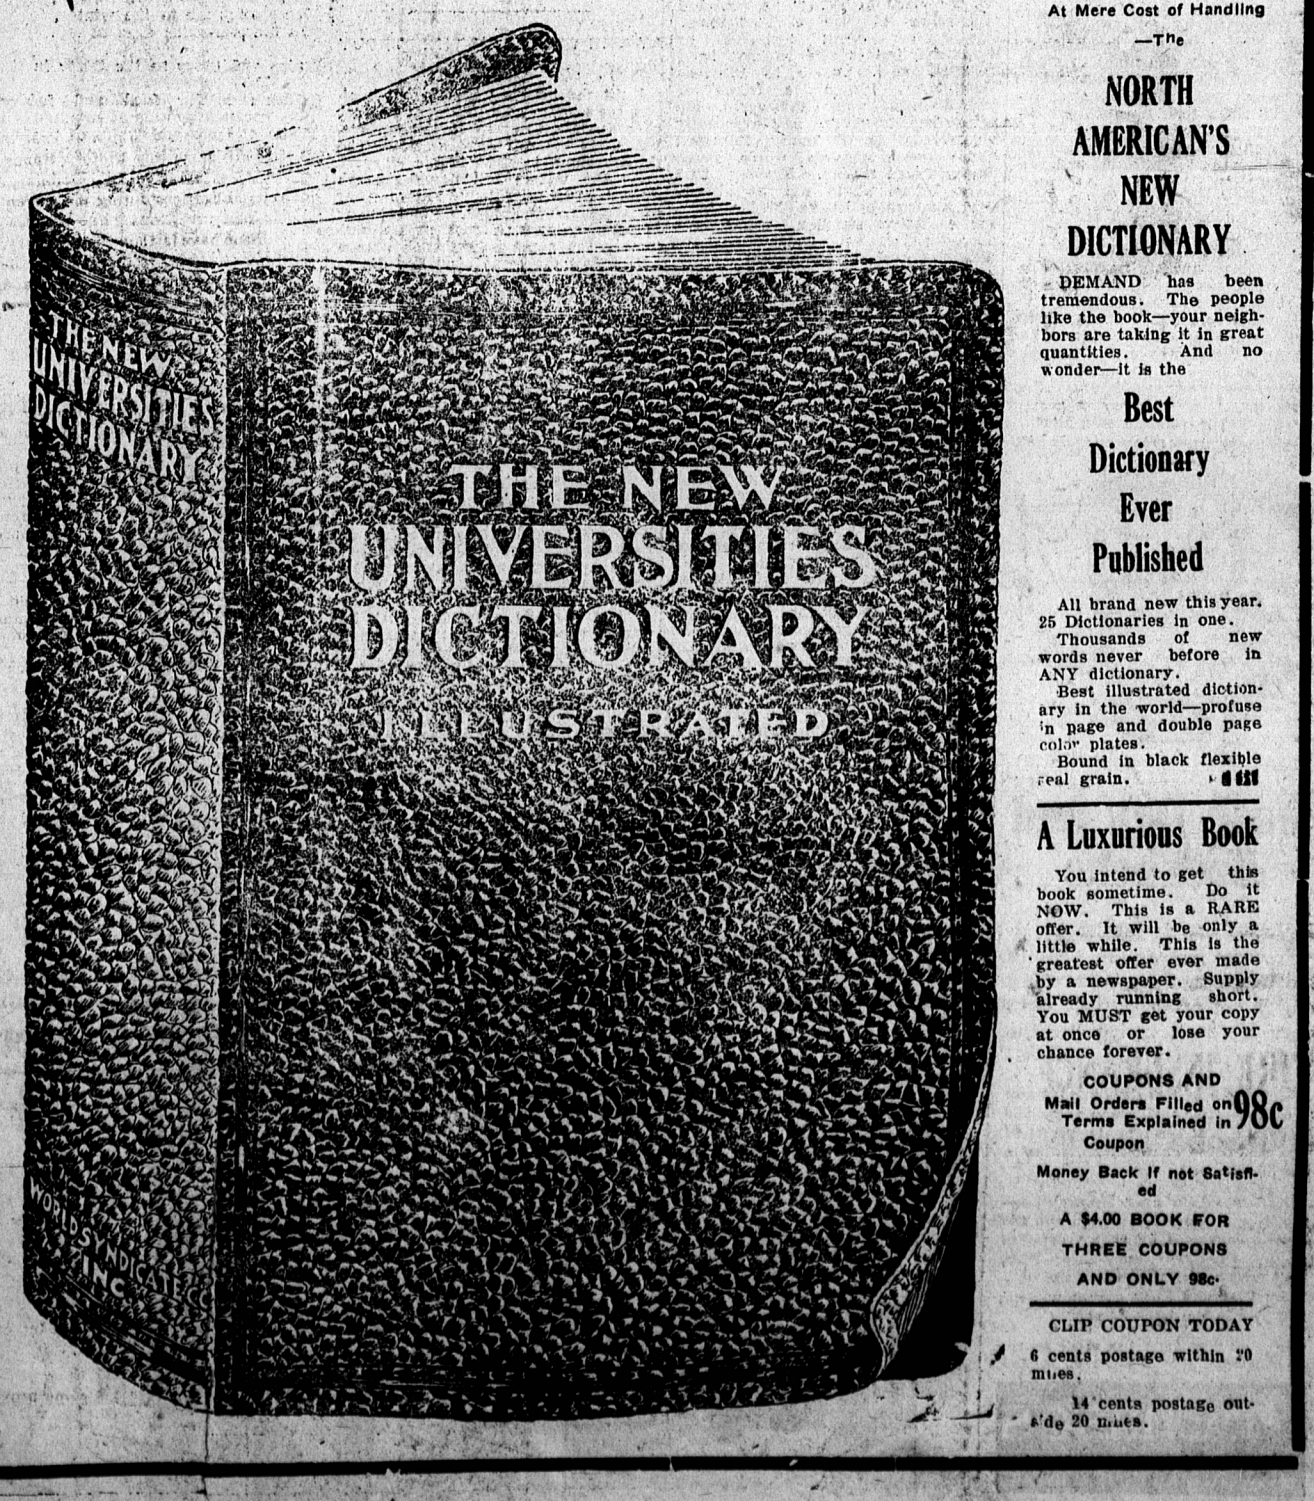 THE NEW
UNIVERSITIES
DICTIONARY
WORLD SYNDICATE
INC
THE NEW
UNIVERSITIES
DICTIONARY
ILLUSTRATED
At Mere Cost of Handling
—The
NORTH
AMERICAN'S
NEW
DICTIONARY
DEMAND has been
tremendous. The people
like the book—your neigh-
bors are taking it in great
quantities. And no
wonder—it is the
Best
Dictionary
Ever
Published
All brand new this year.
25 Dictionaries in one.
Thousands of new
words never before in
ANY dictionary.
Best illustrated diction-
ary in the world—profuse
in page and double page
color plates.
Bound in black flexible
seal grain.
A Luxurious Book
You intend to get this
book sometime. Do it
NOW. This is a RARE
offer. It will be only a
little while. This is the
greatest offer ever made
by a newspaper. Supply
already running short.
You MUST get your copy
at once or lose your
chance forever.
COUPONS AND
Mail Orders Filled on
Terms Explained in 98c
Coupon
Money Back If not Satisfi-
ed
A $4.00 BOOK FOR
THREE COUPONS
AND ONLY 98c.
CLIP COUPON TODAY
6 cents postage within 20
miles.
14 cents postage out-
side 20 miles.